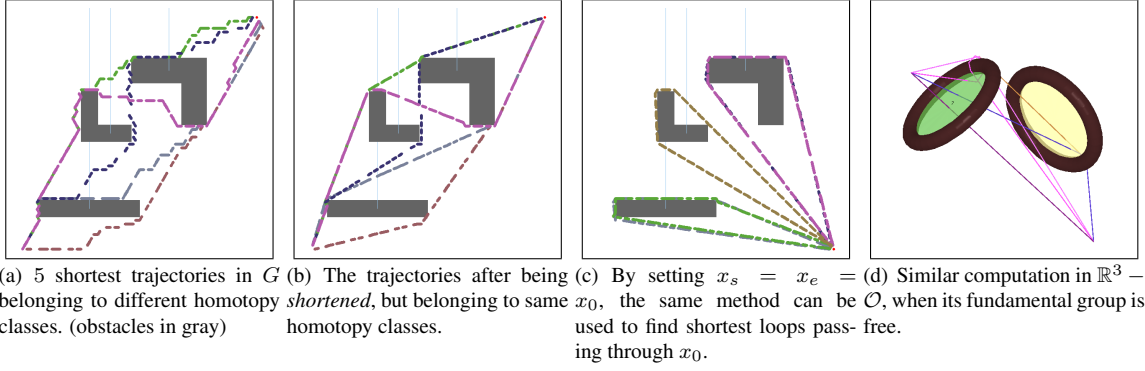 (a) 5 shortest trajectories in G
belonging to different homotopy
classes. (obstacles in gray)
(b) The trajectories after being
shortened, but belonging to same
homotopy classes.
(c) By setting x_s = x_e =
x_0, the same method can be
used to find shortest loops pass-
ing through x_0.
(d) Similar computation in ℝ³ −
𝒪, when its fundamental group is
free.